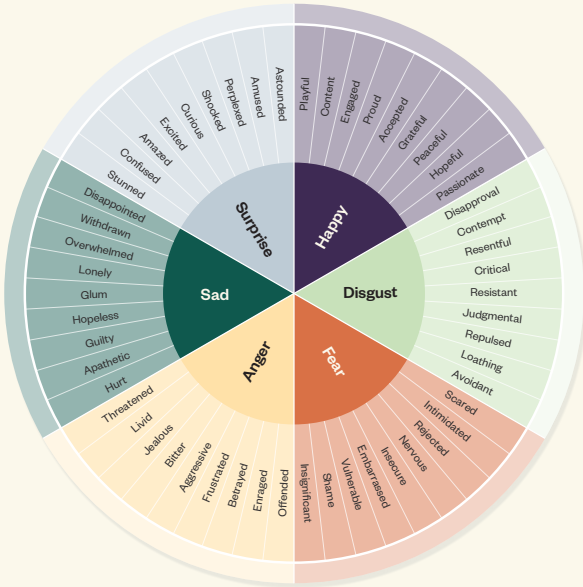 Happy
Playful
Content
Engaged
Proud
Accepted
Grateful
Peaceful
Hopeful
Passionate
Disgust
Disapproval
Contempt
Resentful
Critical
Resistant
Judgmental
Repulsed
Loathing
Avoidant
Fear
Scared
Intimidated
Rejected
Nervous
Insecure
Embarrassed
Vulnerable
Shame
Insignificant
Anger
Offended
Enraged
Betrayed
Frustrated
Aggressive
Bitter
Jealous
Livid
Threatened
Sad
Hurt
Apathetic
Guilty
Hopeless
Glum
Lonely
Overwhelmed
Withdrawn
Disappointed
Surprise
Stunned
Confused
Amazed
Excited
Curious
Shocked
Perplexed
Amused
Astounded